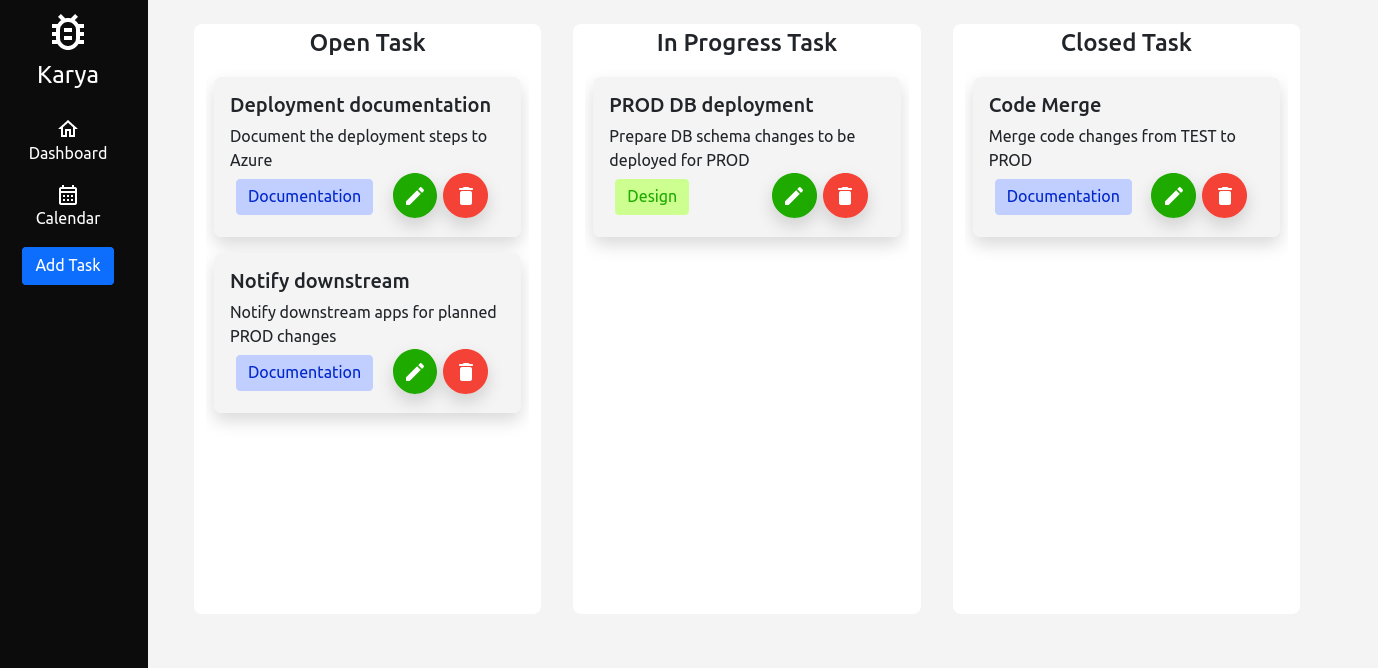 Karya
Dashboard
Calendar
Add Task
Open Task
Deployment documentation
Document the deployment steps to
Azure
Documentation
Notify downstream
Notify downstream apps for planned
PROD changes
Documentation
In Progress Task
PROD DB deployment
Prepare DB schema changes to be
deployed for PROD
Design
Closed Task
Code Merge
Merge code changes from TEST to
PROD
Documentation